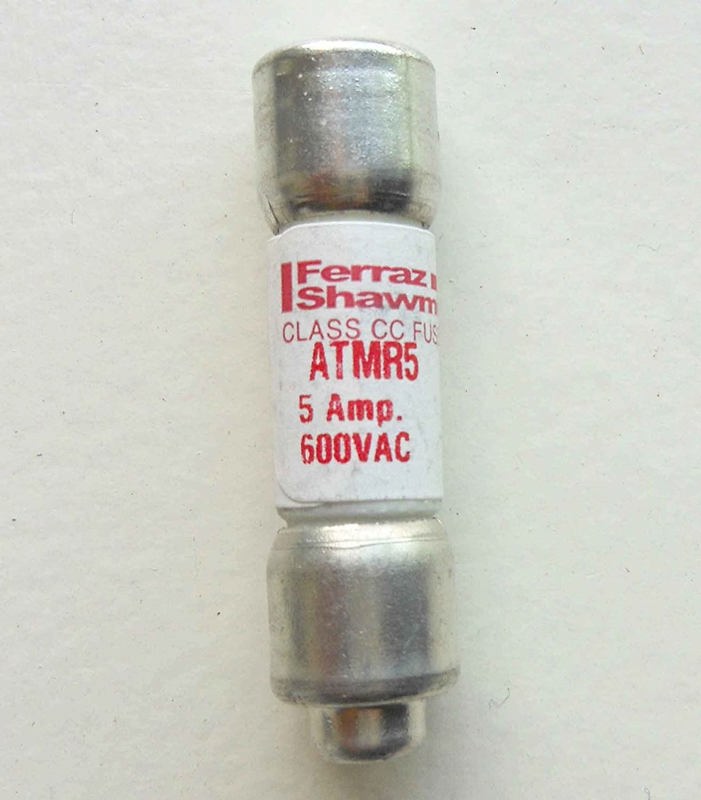 Ferraz
Shawm
CLASS CC FUS
ATMR5
5 Amp.
600VAC